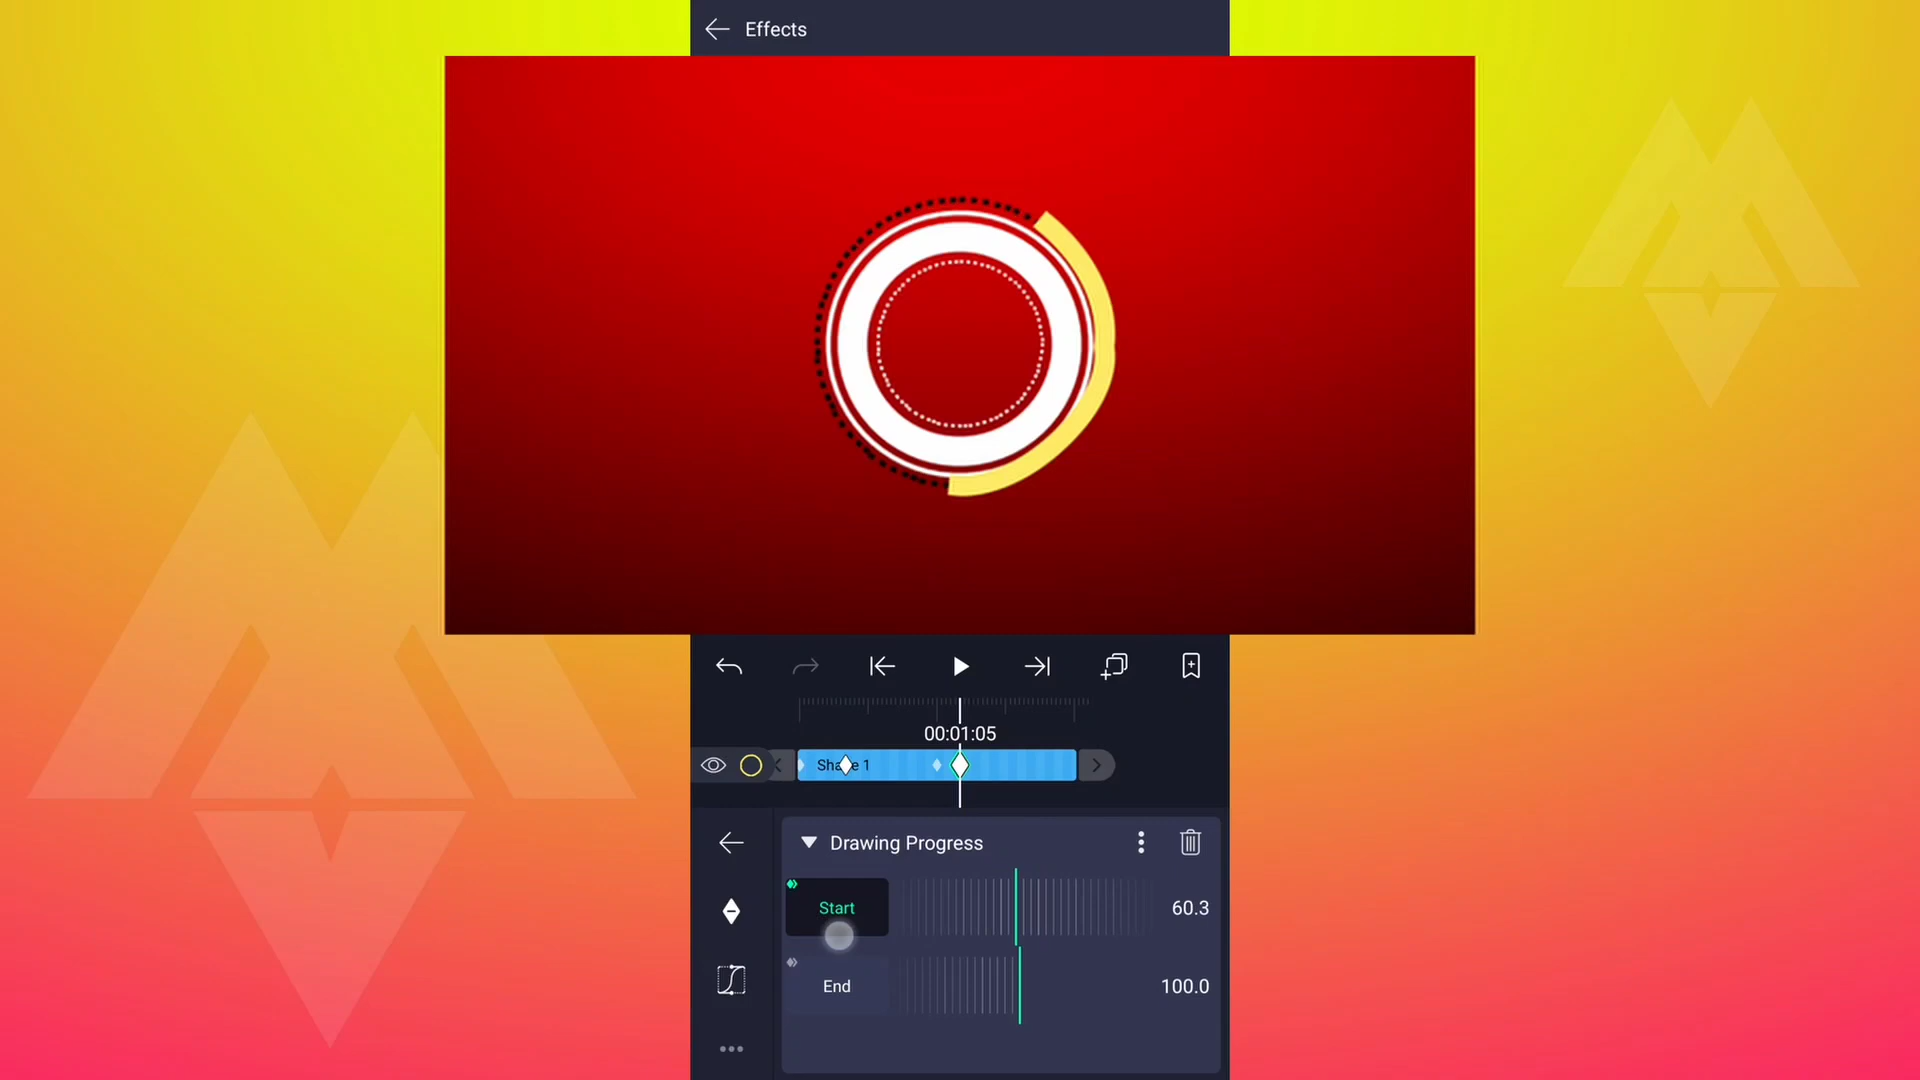 Effects
00:01:05
Shape 1
Drawing Progress
Start
60.3
End
100.0